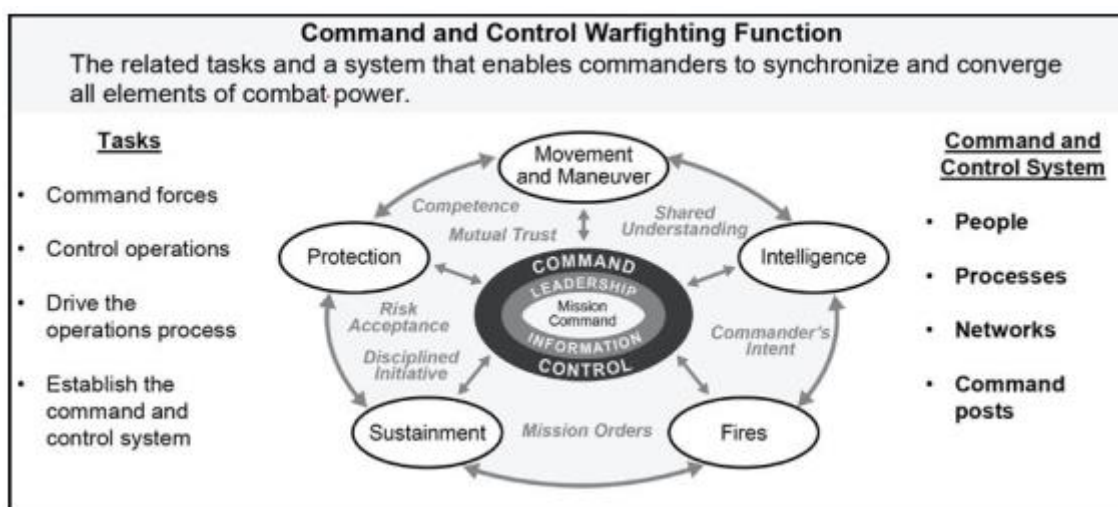 Command and Control Warfighting Function
The related tasks and a system that enables commanders to synchronize and converge
all elements of combat power.
Tasks
• Command forces
• Control operations
• Drive the
operations process
• Establish the
command and
control system
Movement
and Maneuver
Competence
Mutual Trust
Shared
Understanding
Protection
Intelligence
COMMAND
LEADERSHIP
Mission
Command
INFORMATION
CONTROL
Risk
Acceptance
Disciplined
Initiative
Commander's
Intent
Sustainment
Mission Orders
Fires
Command and
Control System
• People
• Processes
• Networks
• Command
posts